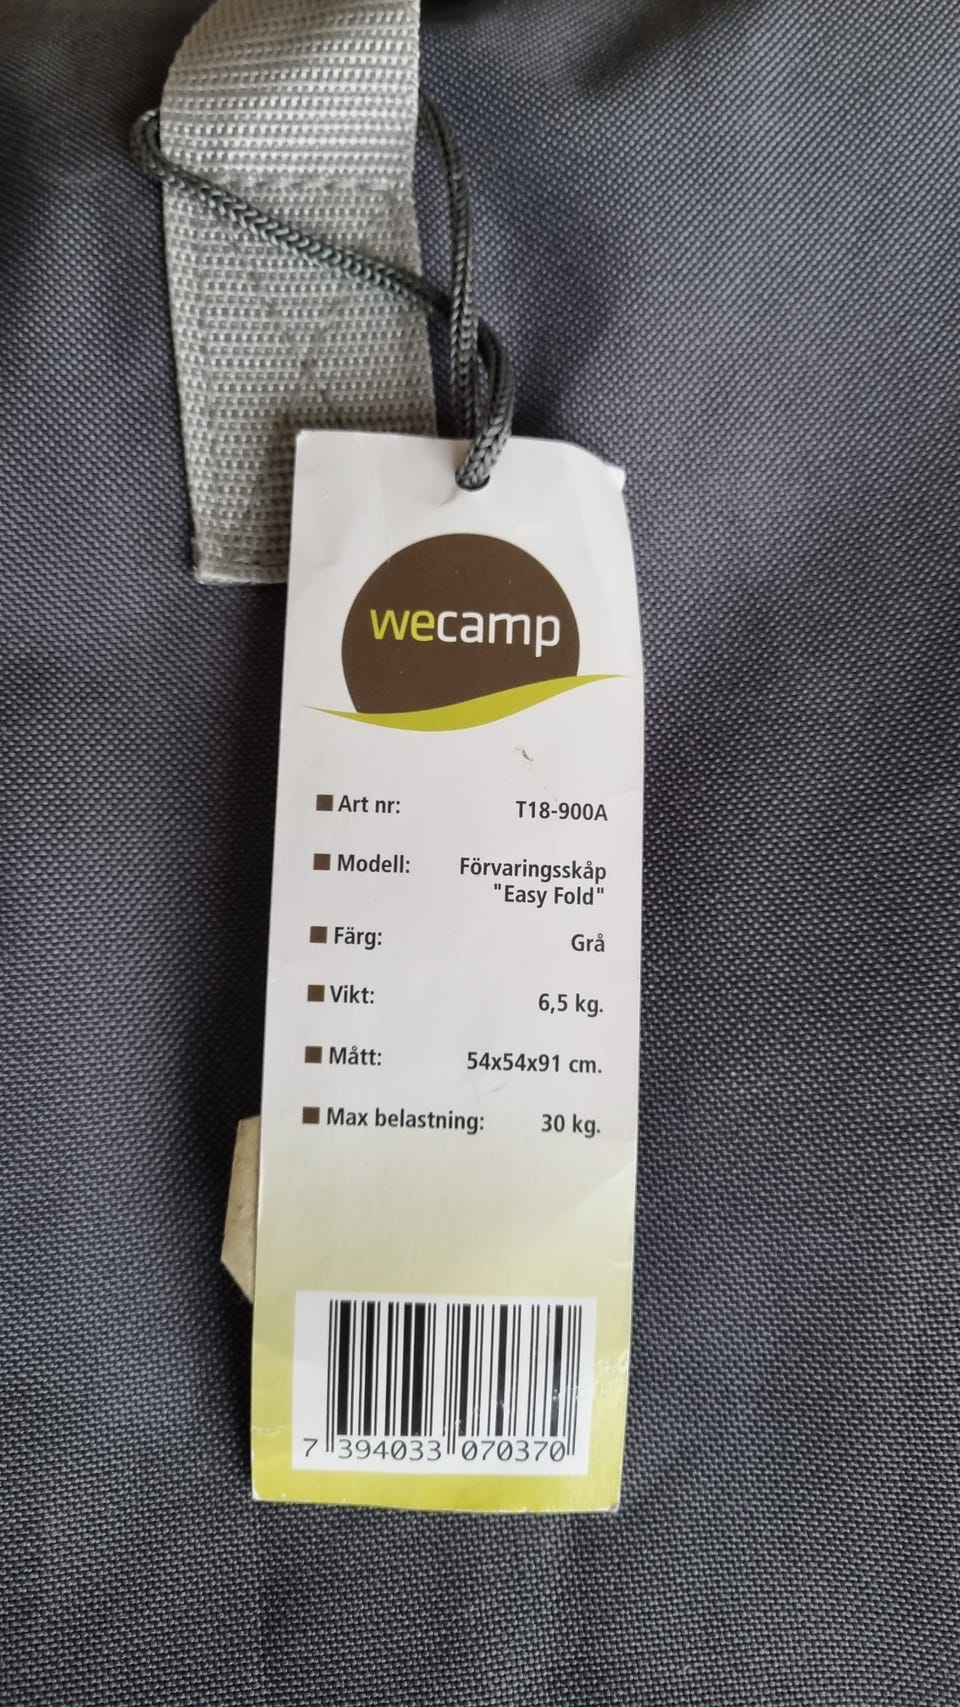 wecamp
Art nr: T18-900A
Modell: Förvaringsskåp
"Easy Fold"
Färg: Grå
Vikt: 6,5 kg.
Mått: 54x54x91 cm.
Max belastning: 30 kg.
7 394033 070370